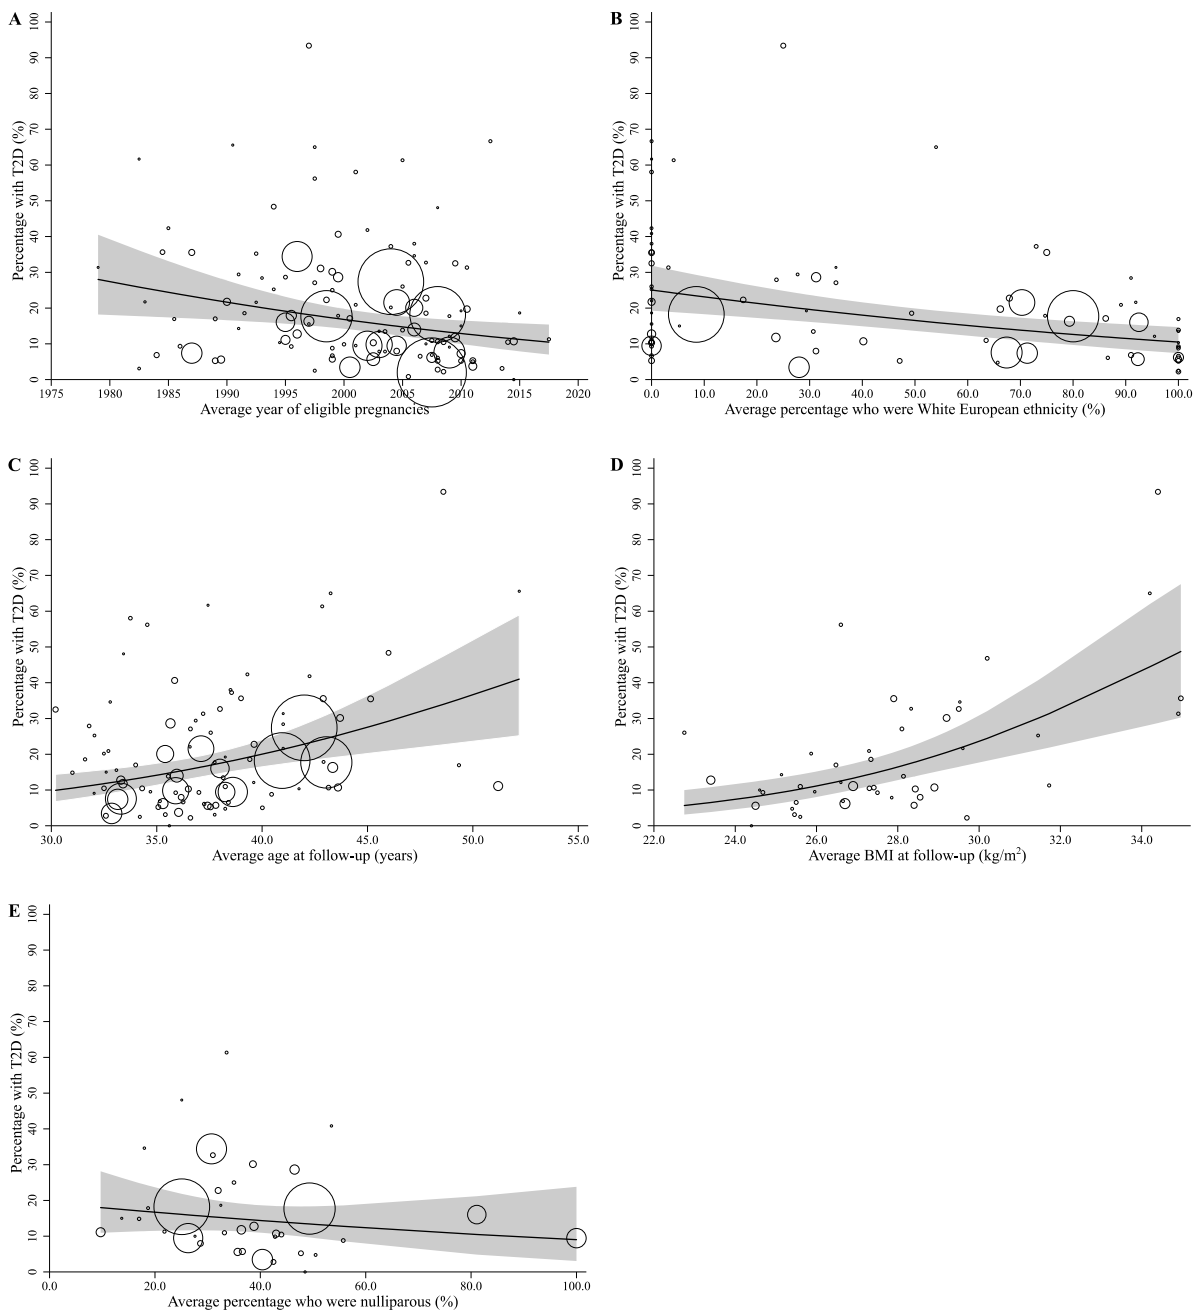 A
Percentage with T2D (%)
0 10 20 30 40 50 60 70 80 90 100
1975 1980 1985 1990 1995 2000 2005 2010 2015 2020
Average year of eligible pregnancies
B
Percentage with T2D (%)
0 10 20 30 40 50 60 70 80 90 100
0.0 10.0 20.0 30.0 40.0 50.0 60.0 70.0 80.0 90.0 100.0
Average percentage who were White European ethnicity (%)
C
Percentage with T2D (%)
0 10 20 30 40 50 60 70 80 90 100
30.0 35.0 40.0 45.0 50.0 55.0
Average age at follow-up (years)
D
Percentage with T2D (%)
0 10 20 30 40 50 60 70 80 90 100
22.0 24.0 26.0 28.0 30.0 32.0 34.0
Average BMI at follow-up (kg/m²)
E
Percentage with T2D (%)
0 10 20 30 40 50 60 70 80 90 100
0.0 20.0 40.0 60.0 80.0 100.0
Average percentage who were nulliparous (%)